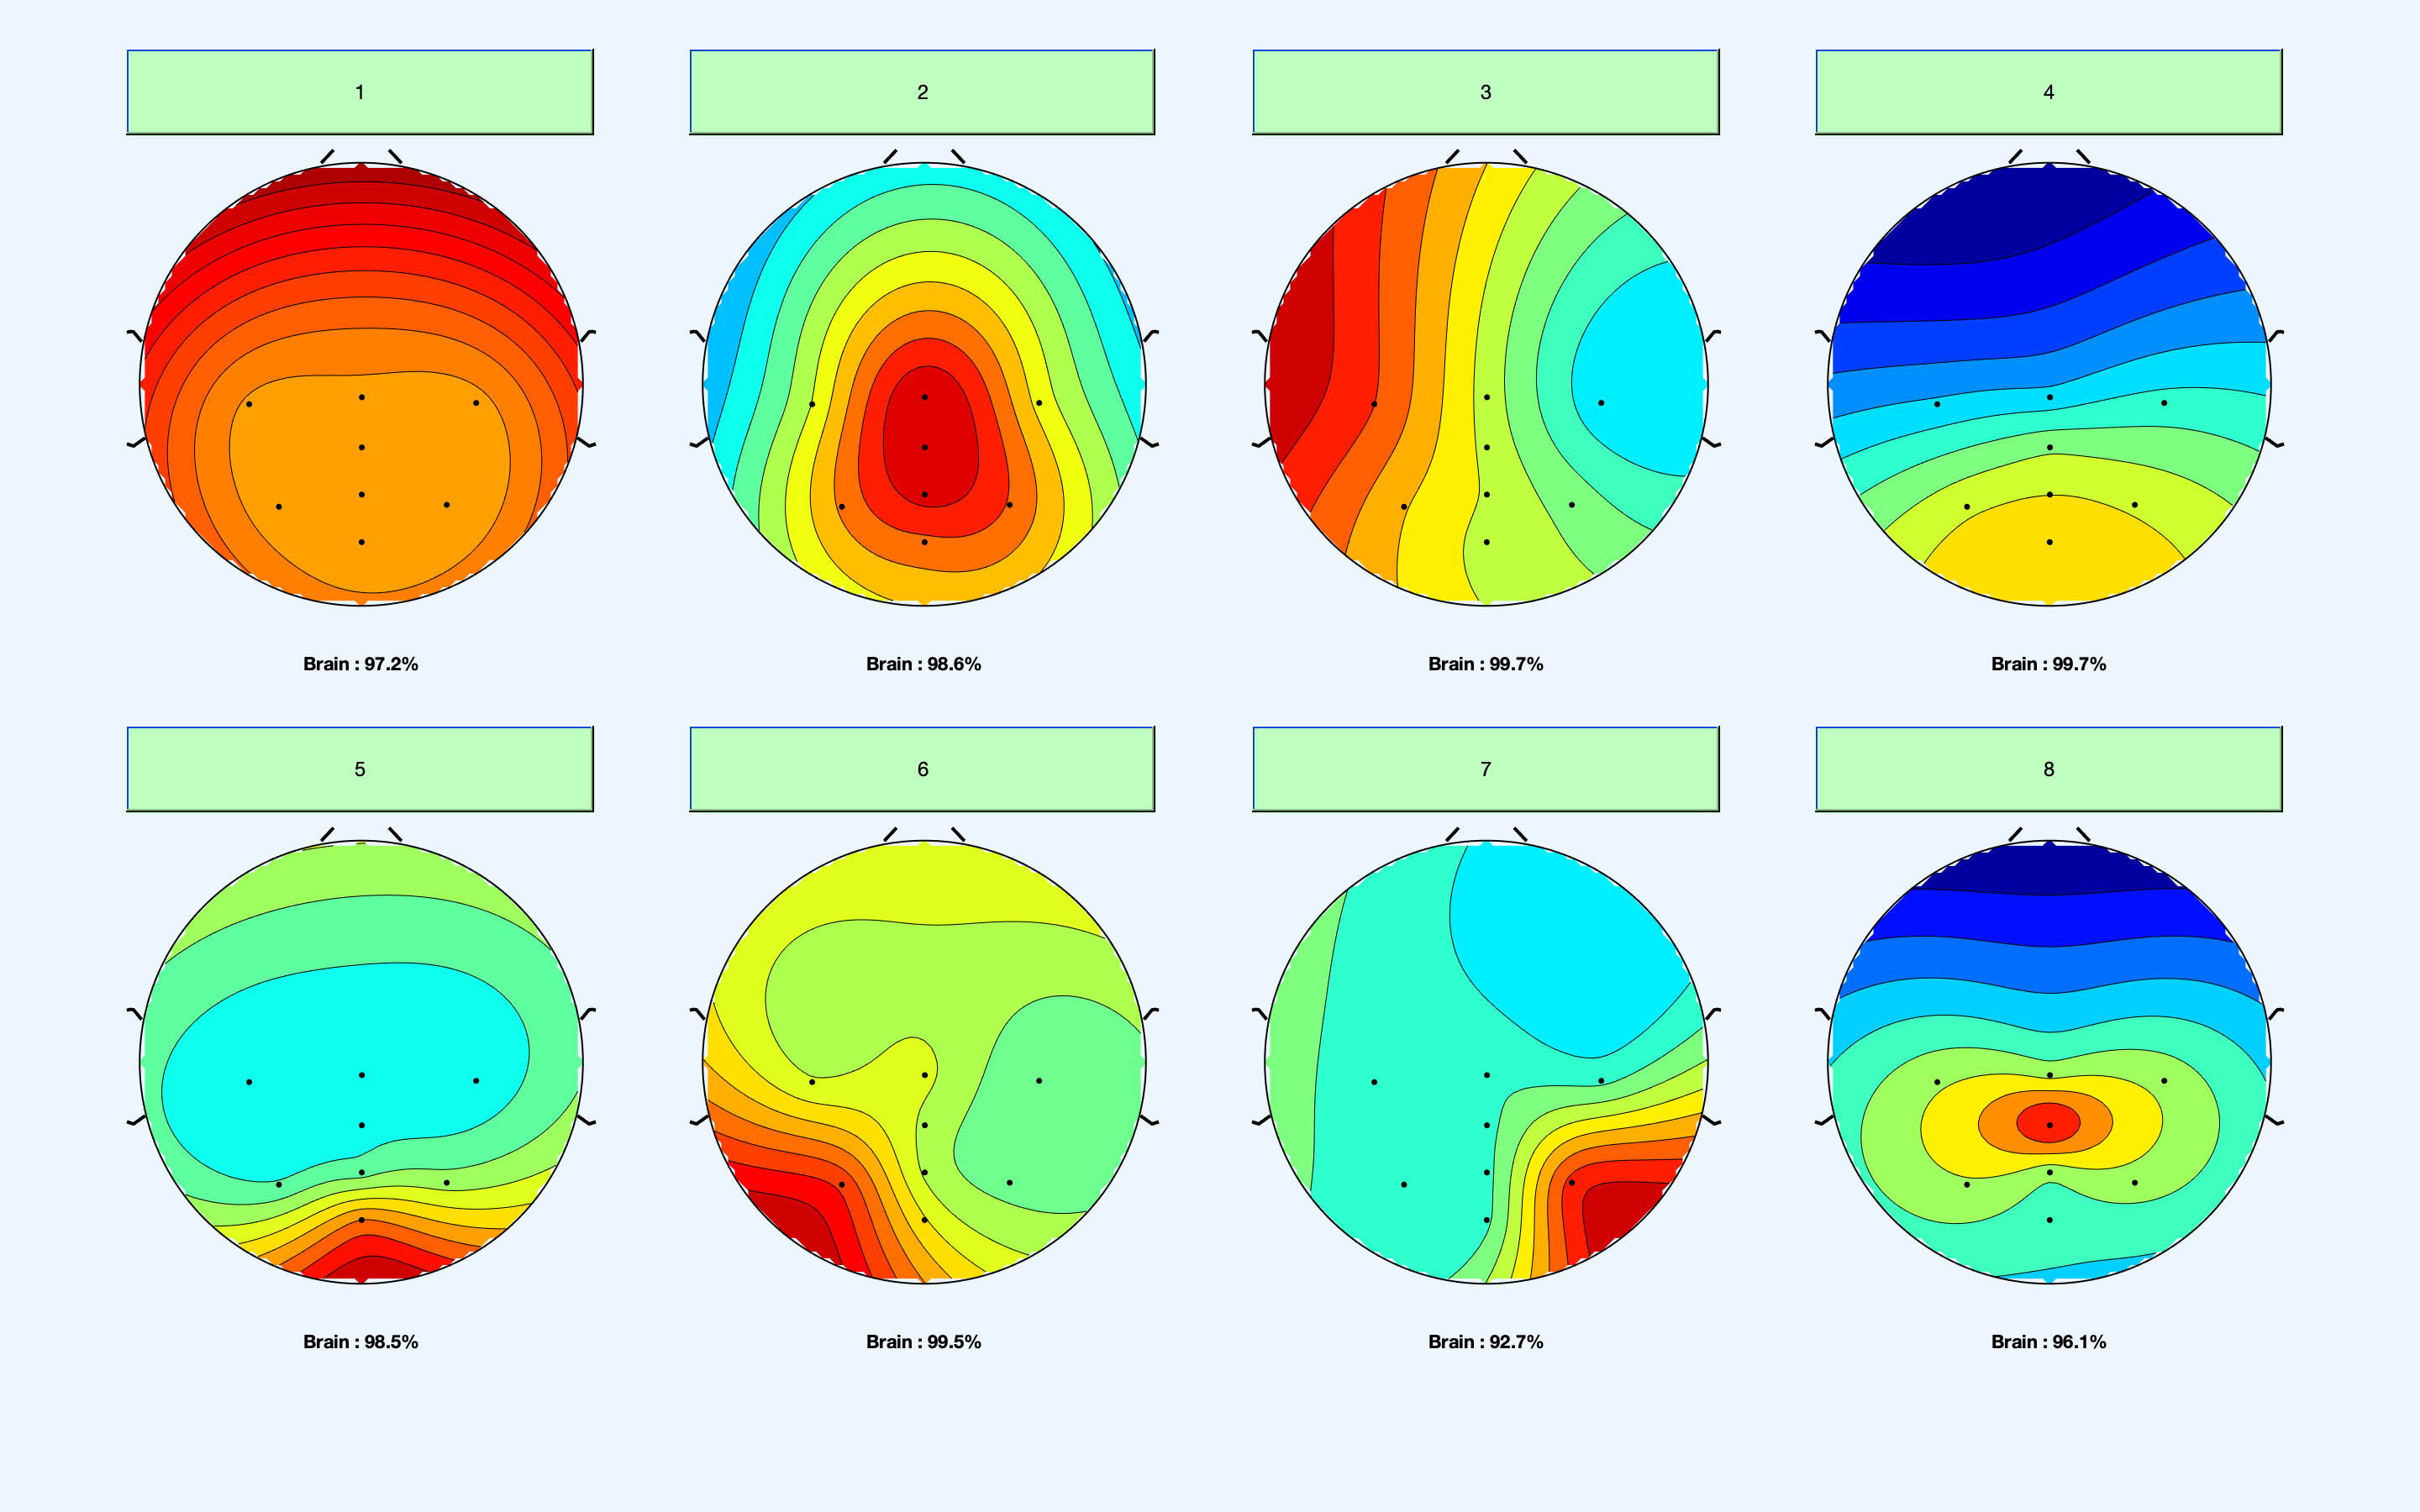 1
2
3
4
Brain : 97.2%
Brain : 98.6%
Brain : 99.7%
Brain : 99.7%
5
6
7
8
Brain : 98.5%
Brain : 99.5%
Brain : 92.7%
Brain : 96.1%